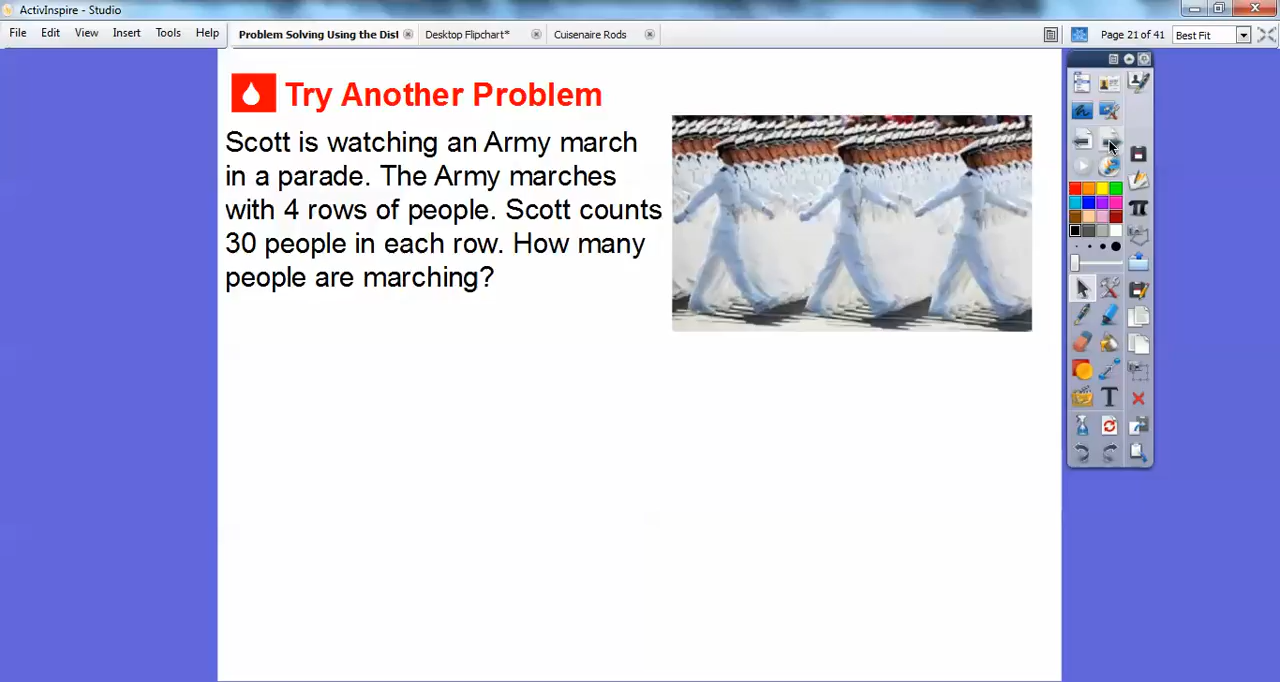 ActivInspire - Studio
File Edit View Insert Tools Help
Problem Solving Using the Dist Desktop Flipchart* Cuisenaire Rods
Page 21 of 41 Best Fit
Try Another Problem
Scott is watching an Army march
in a parade. The Army marches
with 4 rows of people. Scott counts
30 people in each row. How many
people are marching?
T